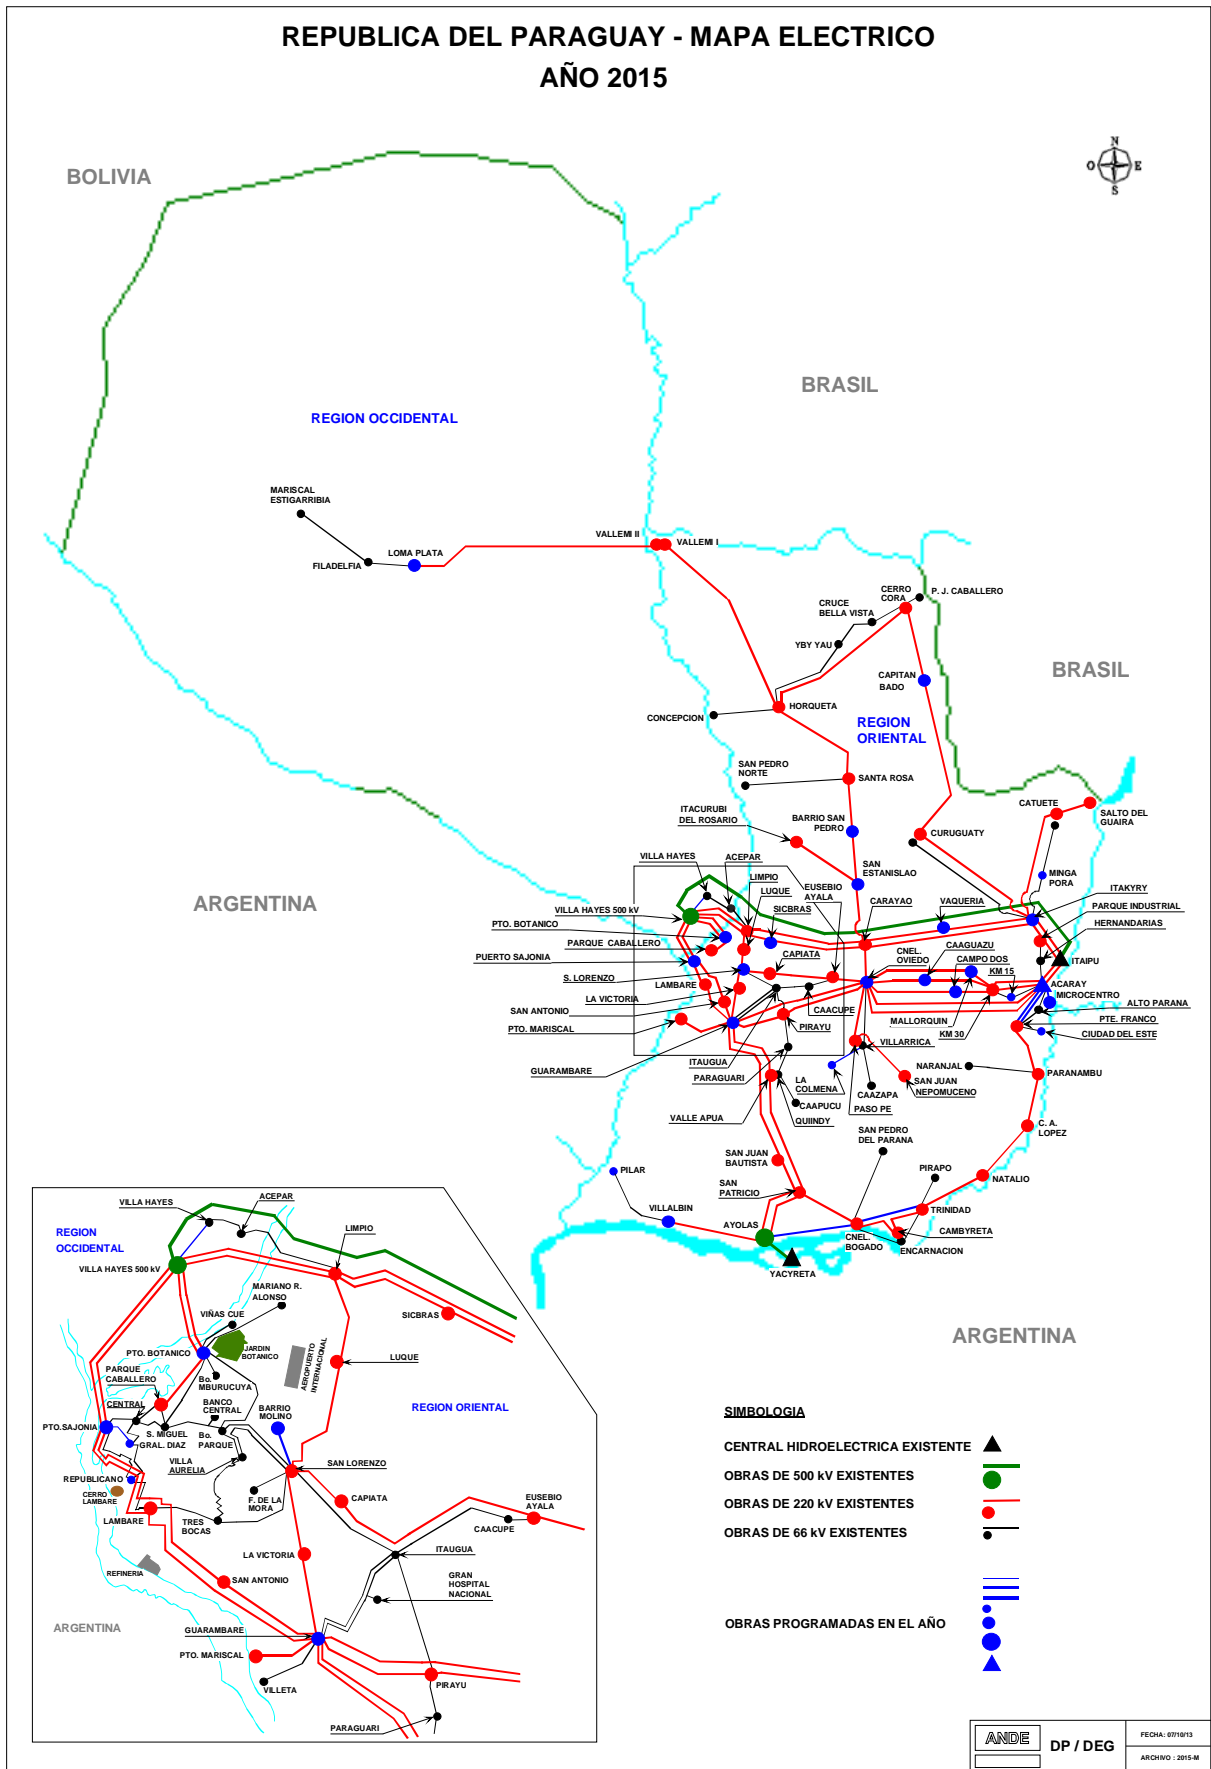 REPUBLICA DEL PARAGUAY - MAPA ELECTRICO
AÑO 2015
BOLIVIA
N
O
E
S
BRASIL
REGION OCCIDENTAL
MARISCAL
ESTIGARRIBIA
FILADELFIA
LOMA PLATA
VALLEMI II
VALLEMI I
CERRO
CORA
P. J. CABALLERO
CRUCE
BELLA VISTA
YBY YAU
BRASIL
CAPITAN
BADO
CONCEPCION
HORQUETA
REGION
ORIENTAL
SAN PEDRO
NORTE
SANTA ROSA
ITACURUBI
DEL ROSARIO
BARRIO SAN
PEDRO
CURUGUATY
CATUETE
SALTO DEL
GUAIRA
VILLA HAYES
ACEPAR
LIMPIO
LUQUE
SICBRAS
EUSEBIO
AYALA
SAN
ESTANISLAO
CARAYAO
VAQUERIA
MINGA
PORA
ITAKYRY
PARQUE INDUSTRIAL
HERNANDARIAS
ITAIPU
ARGENTINA
VILLA HAYES 500 kV
PTO. BOTANICO
PARQUE CABALLERO
PUERTO SAJONIA
S. LORENZO
CAPIATA
CNEL.
OVIEDO
CAAGUAZU
CAMPO DOS
KM 15
ACARAY
MICROCENTRO
ALTO PARANA
LAMBARE
LA VICTORIA
SAN ANTONIO
PTO. MARISCAL
CAACUPE
PIRAYU
MALLORQUIN
KM 30
PTE. FRANCO
CIUDAD DEL ESTE
VILLARRICA
ITAUGUA
GUARAMBARE
PARAGUARI
LA
COLMENA
NARANJAL
PARANAMBU
SAN JUAN
NEPOMUCENO
CAAZAPA
PASO PE
CAAPUCU
VALLE APUA
QUIINDY
C. A.
LOPEZ
SAN PEDRO
DEL PARANA
SAN JUAN
BAUTISTA
PIRAPO
NATALIO
PILAR
SAN
PATRICIO
VILLALBIN
AYOLAS
TRINIDAD
CAMBYRETA
CNEL.
BOGADO
ENCARNACION
YACYRETA
ARGENTINA
VILLA HAYES
ACEPAR
LIMPIO
REGION
OCCIDENTAL
VILLA HAYES 500 kV
MARIANO R.
ALONSO
VIÑAS CUE
SICBRAS
PTO. BOTANICO
JARDIN
BOTANICO
AEROPUERTO
INTERNACIONAL
LUQUE
PARQUE
CABALLERO
Bo.
MBURUCUYA
CENTRAL
BANCO
CENTRAL
BARRIO
MOLINO
REGION ORIENTAL
PTO.SAJONIA
S. MIGUEL
GRAL. DIAZ
Bo.
PARQUE
VILLA
AURELIA
SAN LORENZO
REPUBLICANO
CERRO
LAMBARE
LAMBARE
TRES
BOCAS
F. DE LA
MORA
CAPIATA
EUSEBIO
AYALA
CAACUPE
LA VICTORIA
ITAUGUA
REFINERIA
SAN ANTONIO
GRAN
HOSPITAL
NACIONAL
ARGENTINA
GUARAMBARE
PTO. MARISCAL
VILLETA
PIRAYU
PARAGUARI
SIMBOLOGIA
CENTRAL HIDROELECTRICA EXISTENTE
OBRAS DE 500 kV EXISTENTES
OBRAS DE 220 kV EXISTENTES
OBRAS DE 66 kV EXISTENTES
OBRAS PROGRAMADAS EN EL AÑO
ANDE
DP / DEG
FECHA: 07/10/13
ARCHIVO : 2015-M